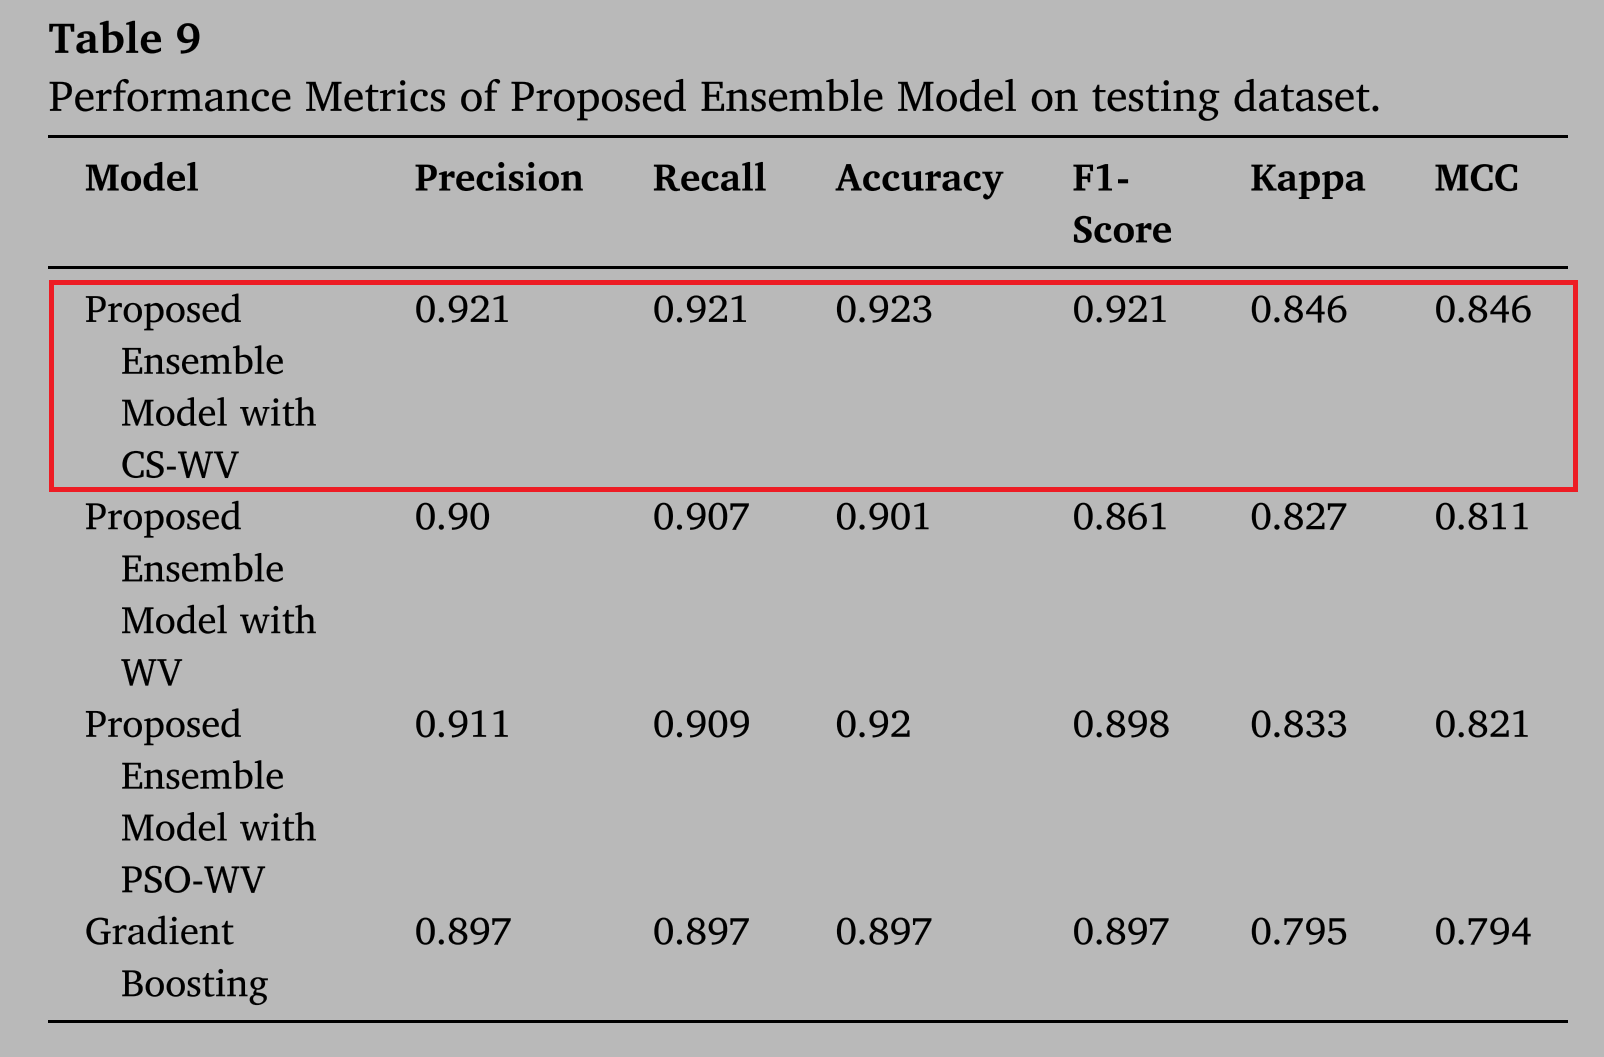 Table 9
Performance Metrics of Proposed Ensemble Model on testing dataset.
Model Precision Recall Accuracy F1- Kappa MCC
Score
Proposed 0.921 0.921 0.923 0.921 0.846 0.846
Ensemble
Model with
CS-WV
Proposed 0.90 0.907 0.901 0.861 0.827 0.811
Ensemble
Model with
WV
Proposed 0.911 0.909 0.92 0.898 0.833 0.821
Ensemble
Model with
PSO-WV
Gradient 0.897 0.897 0.897 0.897 0.795 0.794
Boosting